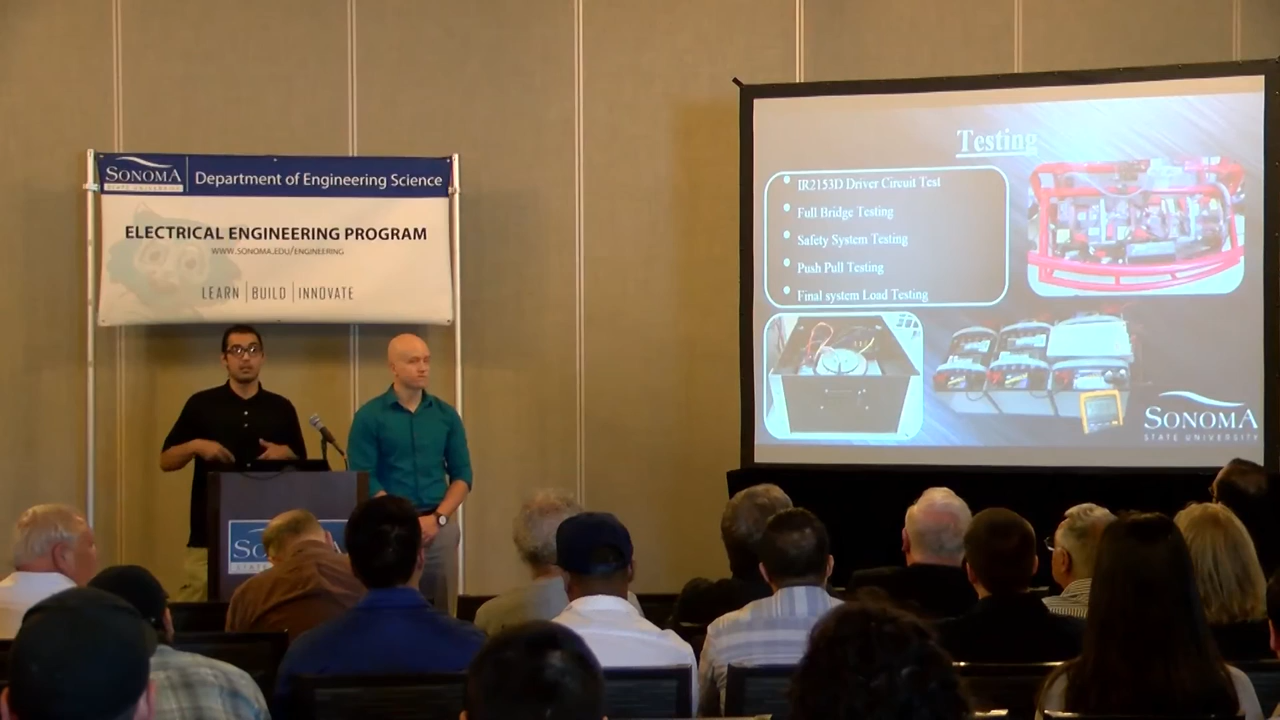 SONOMA
STATE UNIVERSITY
Department of Engineering Science
ELECTRICAL ENGINEERING PROGRAM
WWW.SONOMA.EDU/ENGINEERING
LEARN BUILD INNOVATE
Testing
IR2153D Driver Circuit Test
Full Bridge Testing
Safety System Testing
Push Pull Testing
Final system Load Testing
SONOMA
STATE UNIVERSITY